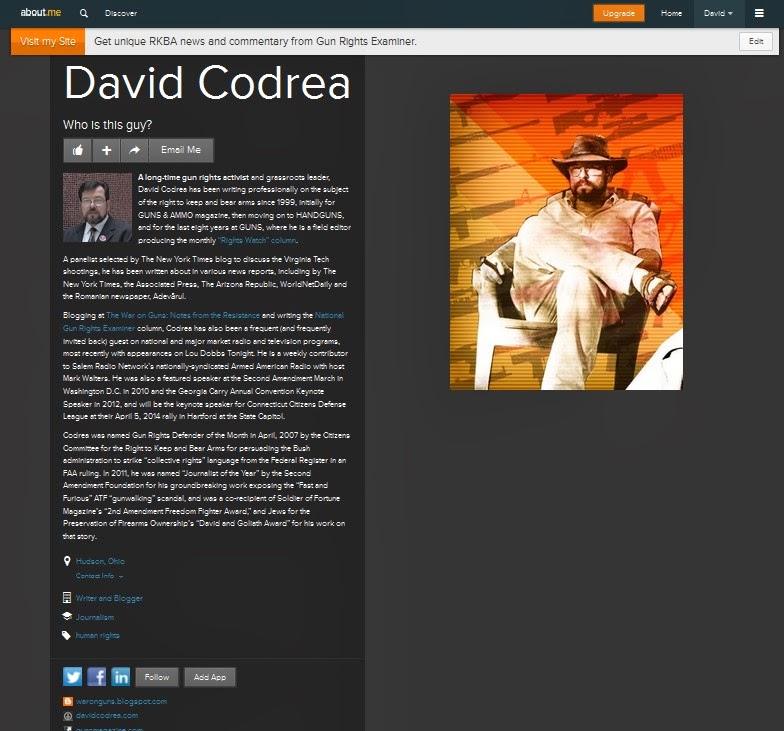 about.me Discover Upgrade Home David
Visit my Site Get unique RKBA news and commentary from Gun Rights Examiner. Edit
David Codrea
Who is this guy?
Email Me
A long-time gun rights activist and grassroots leader,
David Codrea has been writing professionally on the subject
of the right to keep and bear arms since 1999, initially for
GUNS & AMMO magazine, then moving on to HANDGUNS,
and for the last eight years at GUNS, where he is a field editor
producing the monthly "Rights Watch" column.
A panelist selected by The New York Times blog to discuss the Virginia Tech
shootings, he has been written about in various news reports, including by The
New York Times, the Associated Press, The Arizona Republic, WorldNetDaily and
the Romanian newspaper, Adevărul.
Blogging at The War on Guns: Notes from the Resistance and writing the National
Gun Rights Examiner column, Codrea has also been a frequent (and frequently
invited back) guest on national and major market radio and television programs,
most recently with appearances on Lou Dobbs Tonight. He is a weekly contributor
to Salem Radio Network's nationally-syndicated Armed American Radio with host
Mark Walters. He was also a featured speaker at the Second Amendment March in
Washington D.C. in 2010 and the Georgia Carry Annual Convention Keynote
Speaker in 2012, and will be the keynote speaker for Connecticut Citizens Defense
League at their April 5, 2014 rally in Hartford at the State Capitol.
Codrea was named Gun Rights Defender of the Month in April, 2007 by the Citizens
Committee for the Right to Keep and Bear Arms for persuading the Bush
administration to strike "collective rights" language from the Federal Register in an
FAA ruling. In 2011, he was named "Journalist of the Year" by the Second
Amendment Foundation for his groundbreaking work exposing the "Fast and
Furious" ATF "gunwalking" scandal, and was a co-recipient of Soldier of Fortune
Magazine's "2nd Amendment Freedom Fighter Award," and Jews for the
Preservation of Firearms Ownership's "David and Goliath Award" for his work on
that story.
Hudson, Ohio
Contact Info
Writer and Blogger
Journalism
human rights
Follow Add App
waronguns.blogspot.com
davidcodrea.com